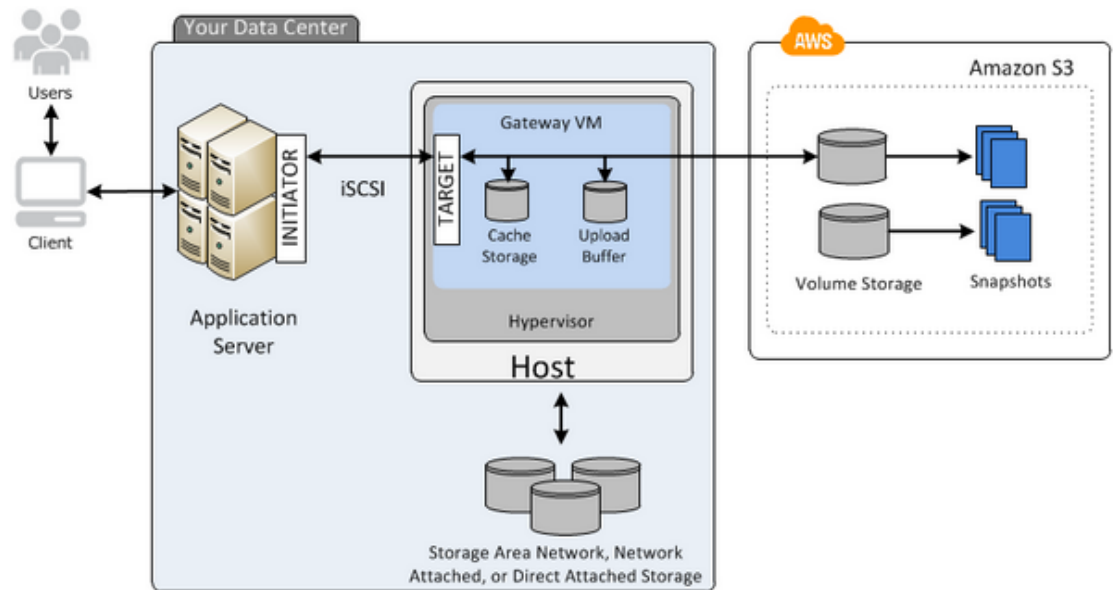 Your Data Center
AWS
Amazon S3
Users
Client
INITIATOR
iSCSI
TARGET
Gateway VM
Cache
Storage
Upload
Buffer
Hypervisor
Host
Application
Server
Volume Storage
Snapshots
Storage Area Network, Network
Attached, or Direct Attached Storage